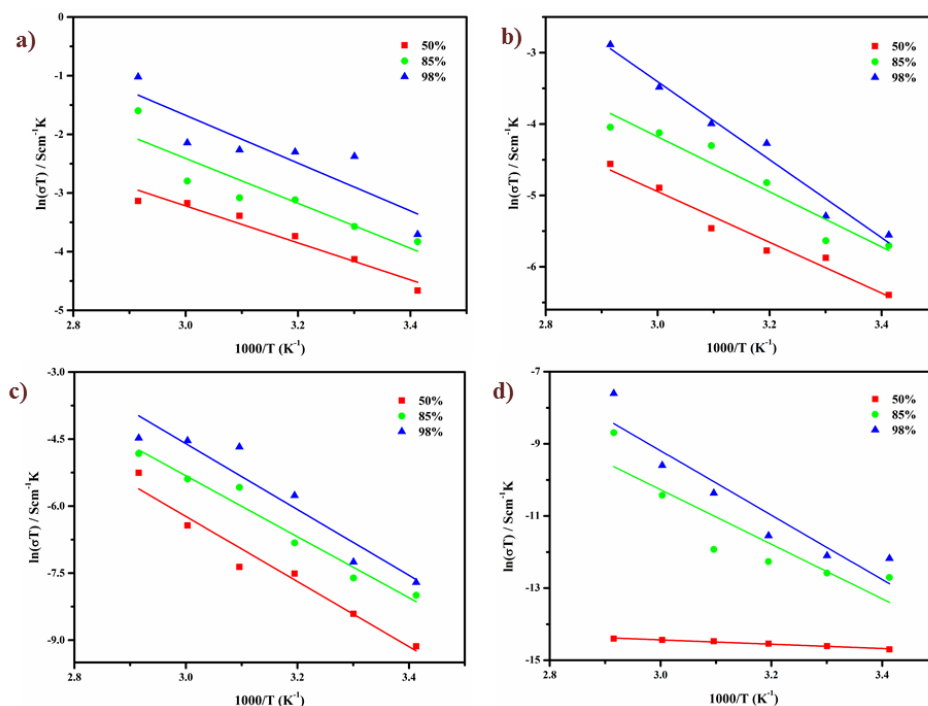 a)
0
-1
-2
-3
-4
-5
ln(σT) / Scm⁻¹K
2.8 3.0 3.2 3.4
1000/T (K⁻¹)
50%
85%
98%
b)
-3
-4
-5
-6
ln(σT) / Scm⁻¹K
2.8 3.0 3.2 3.4
1000/T (K⁻¹)
50%
85%
98%
c)
-3.0
-4.5
-6.0
-7.5
-9.0
ln(σT) / Scm⁻¹K
2.8 3.0 3.2 3.4
1000/T (K⁻¹)
50%
85%
98%
d)
-7
-9
-11
-13
-15
ln(σT) / Scm⁻¹K
2.8 3.0 3.2 3.4
1000/T (K⁻¹)
50%
85%
98%